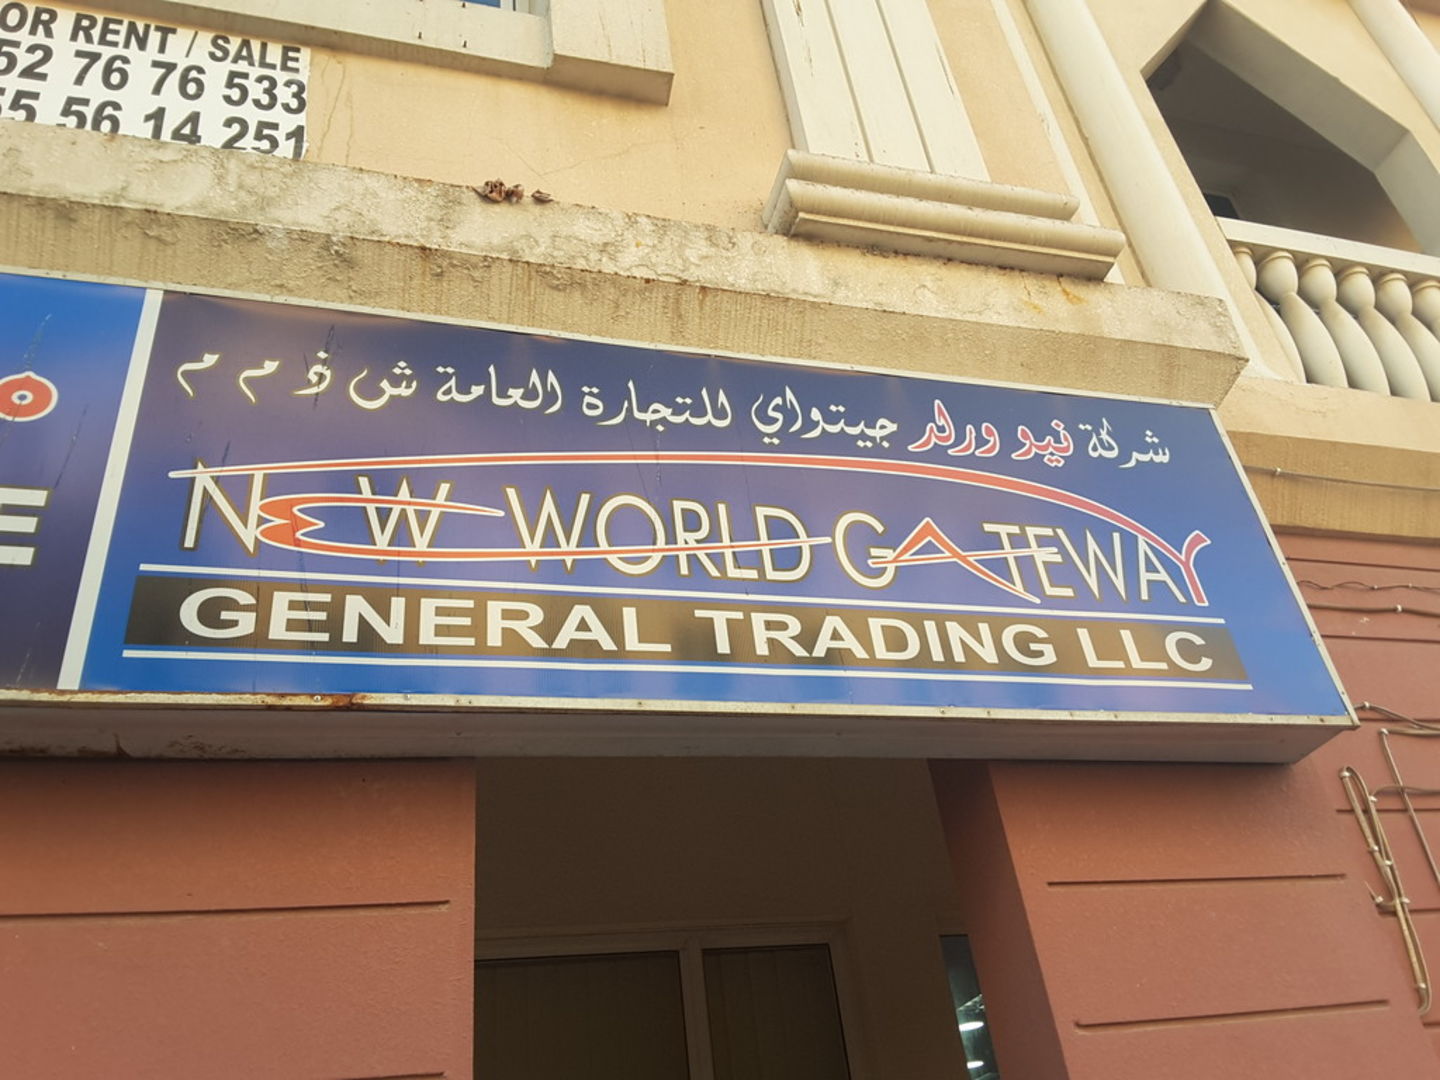 OR RENT / SALE
52 76 76 533
55 56 14 251
شركة نيو ورلد جيتواي للتجارة العامة ش ذ م م
NEW WORLD GATEWAY
GENERAL TRADING LLC
E